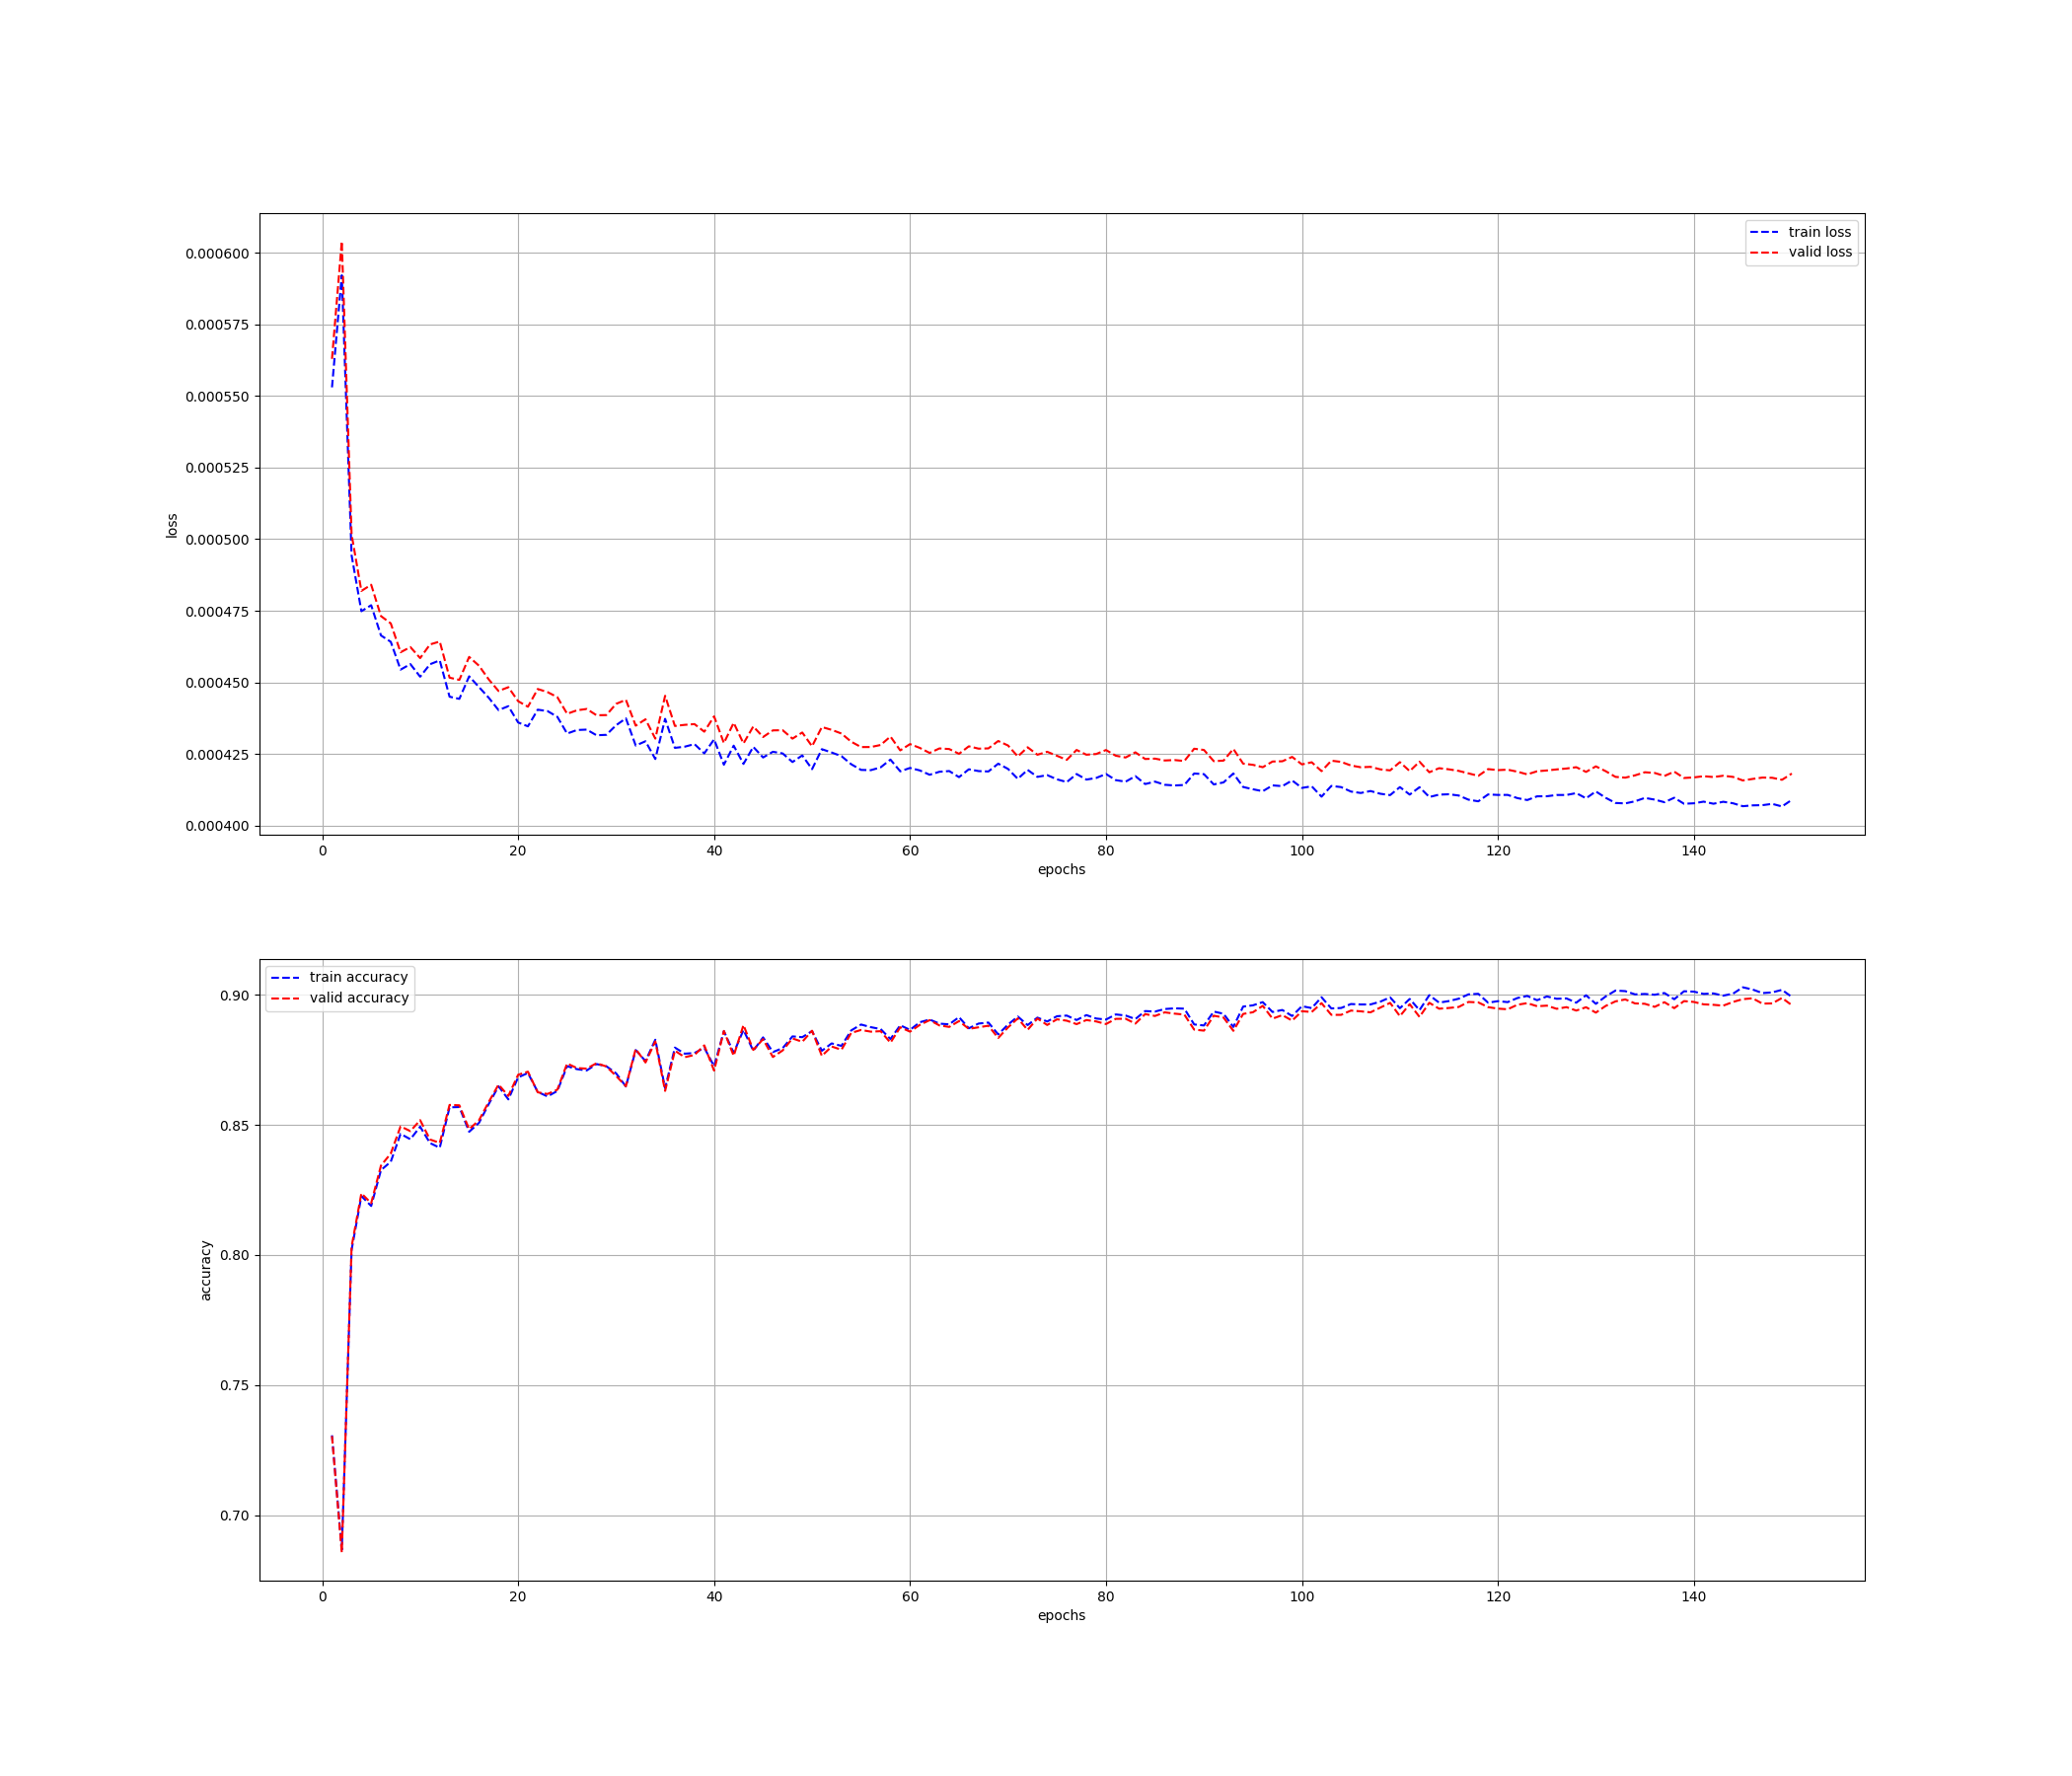 train loss
valid loss
0.000600
0.000575
0.000550
0.000525
0.000500
0.000475
0.000450
0.000425
0.000400
loss
0 20 40 60 80 100 120 140
epochs
train accuracy
valid accuracy
0.90
0.85
0.80
0.75
0.70
accuracy
0 20 40 60 80 100 120 140
epochs